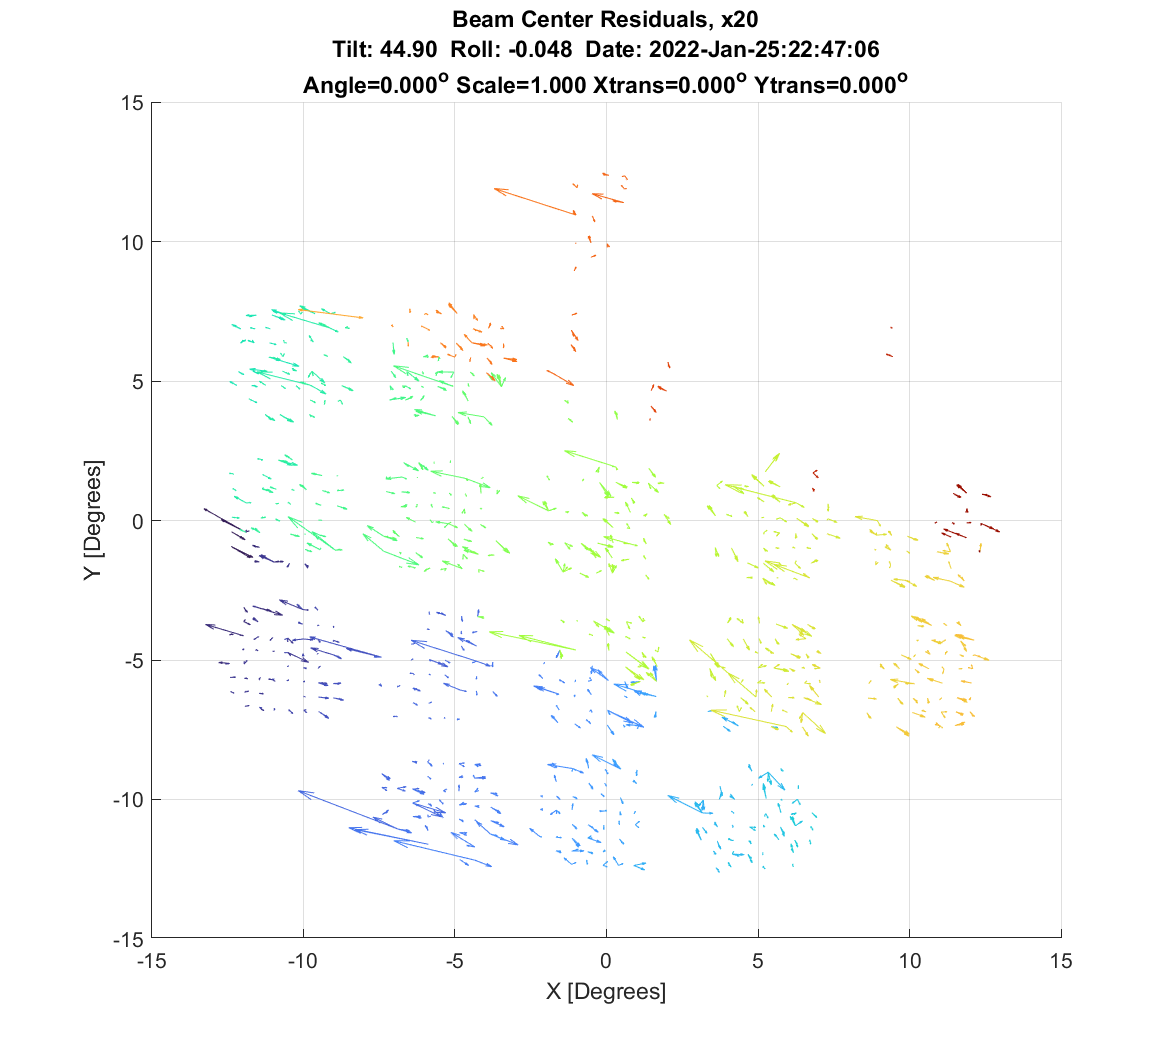 Beam Center Residuals, x20
Tilt: 44.90 Roll: -0.048 Date: 2022-Jan-25:22:47:06
Angle=0.000° Scale=1.000 Xtrans=0.000° Ytrans=0.000°
15
10
5
0
-5
-10
-15
Y [Degrees]
-15 -10 -5 0 5 10 15
X [Degrees]